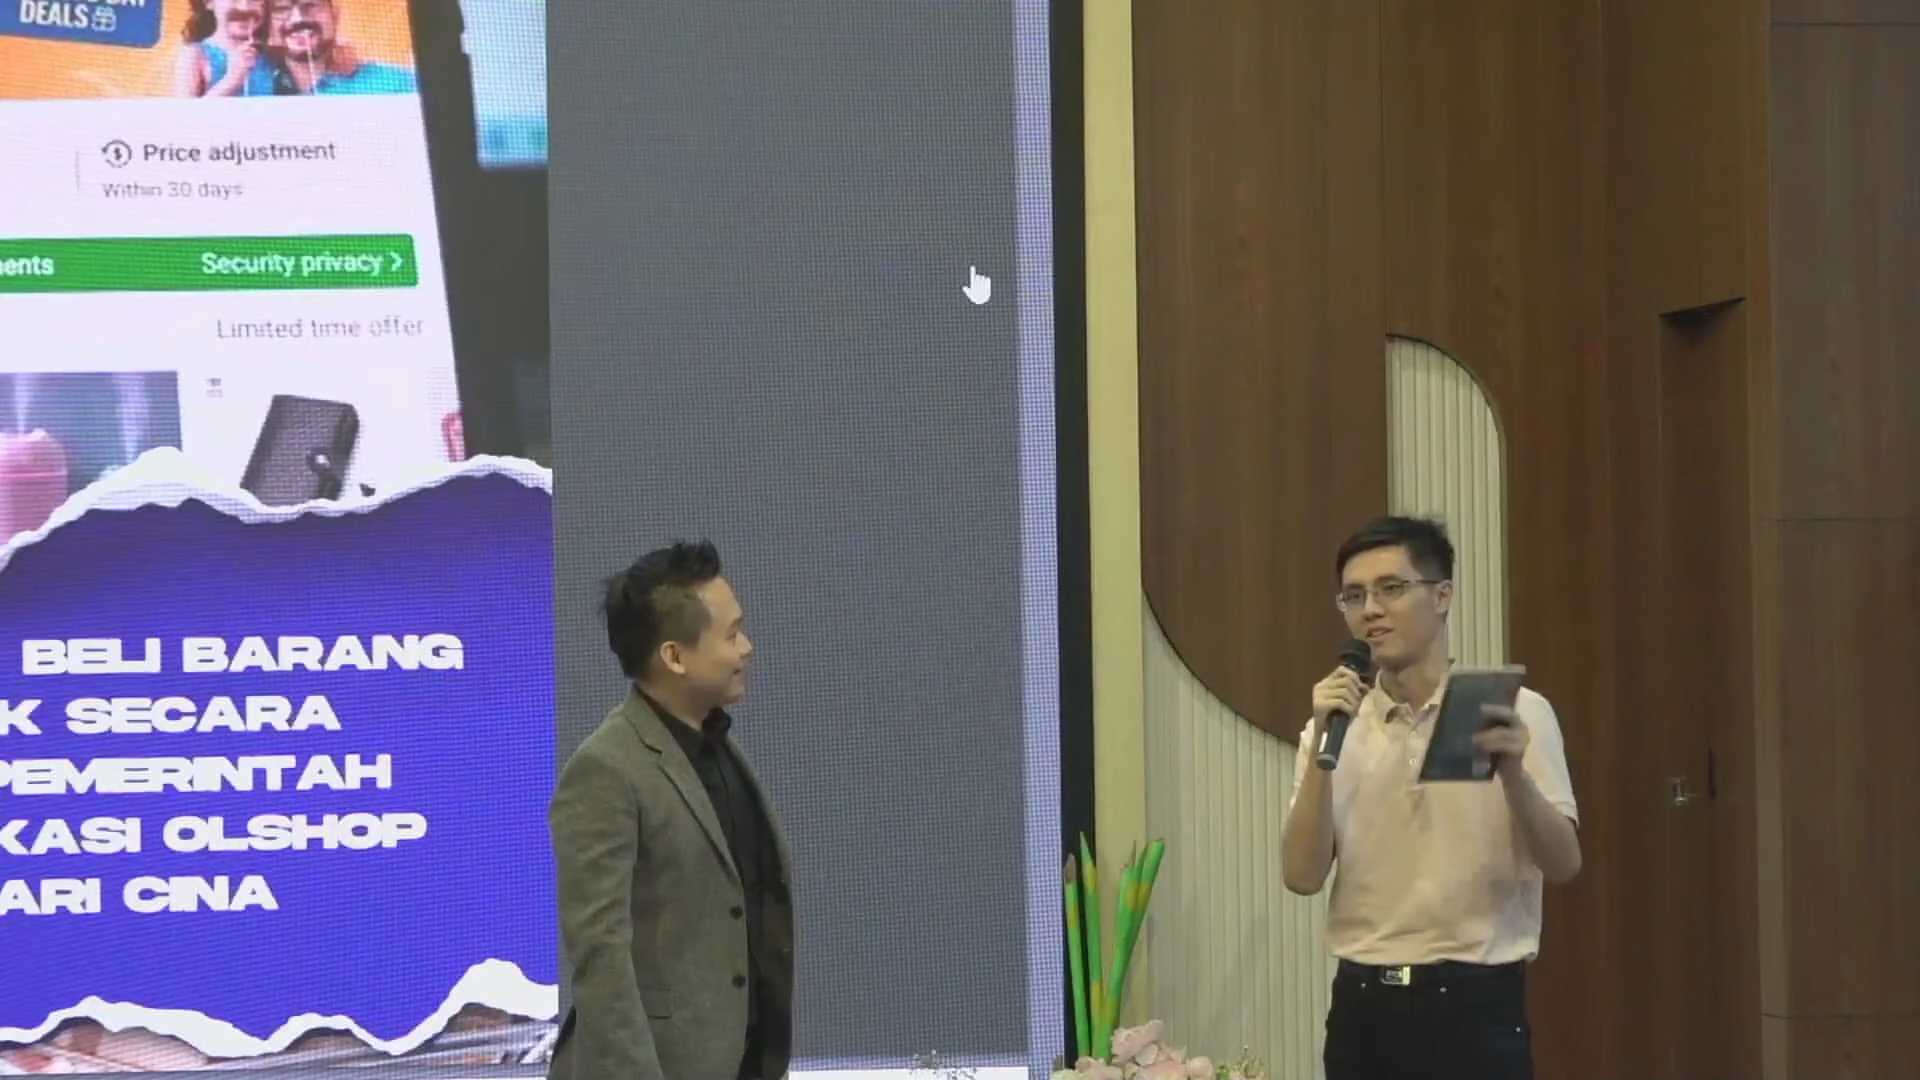 DEALS
Price adjustment
Within 30 days
ents
Security privacy >
Limited time offer
BELI BARANG
K SECARA
PEMERINTAH
KASI OLSHOP
ARI CINA